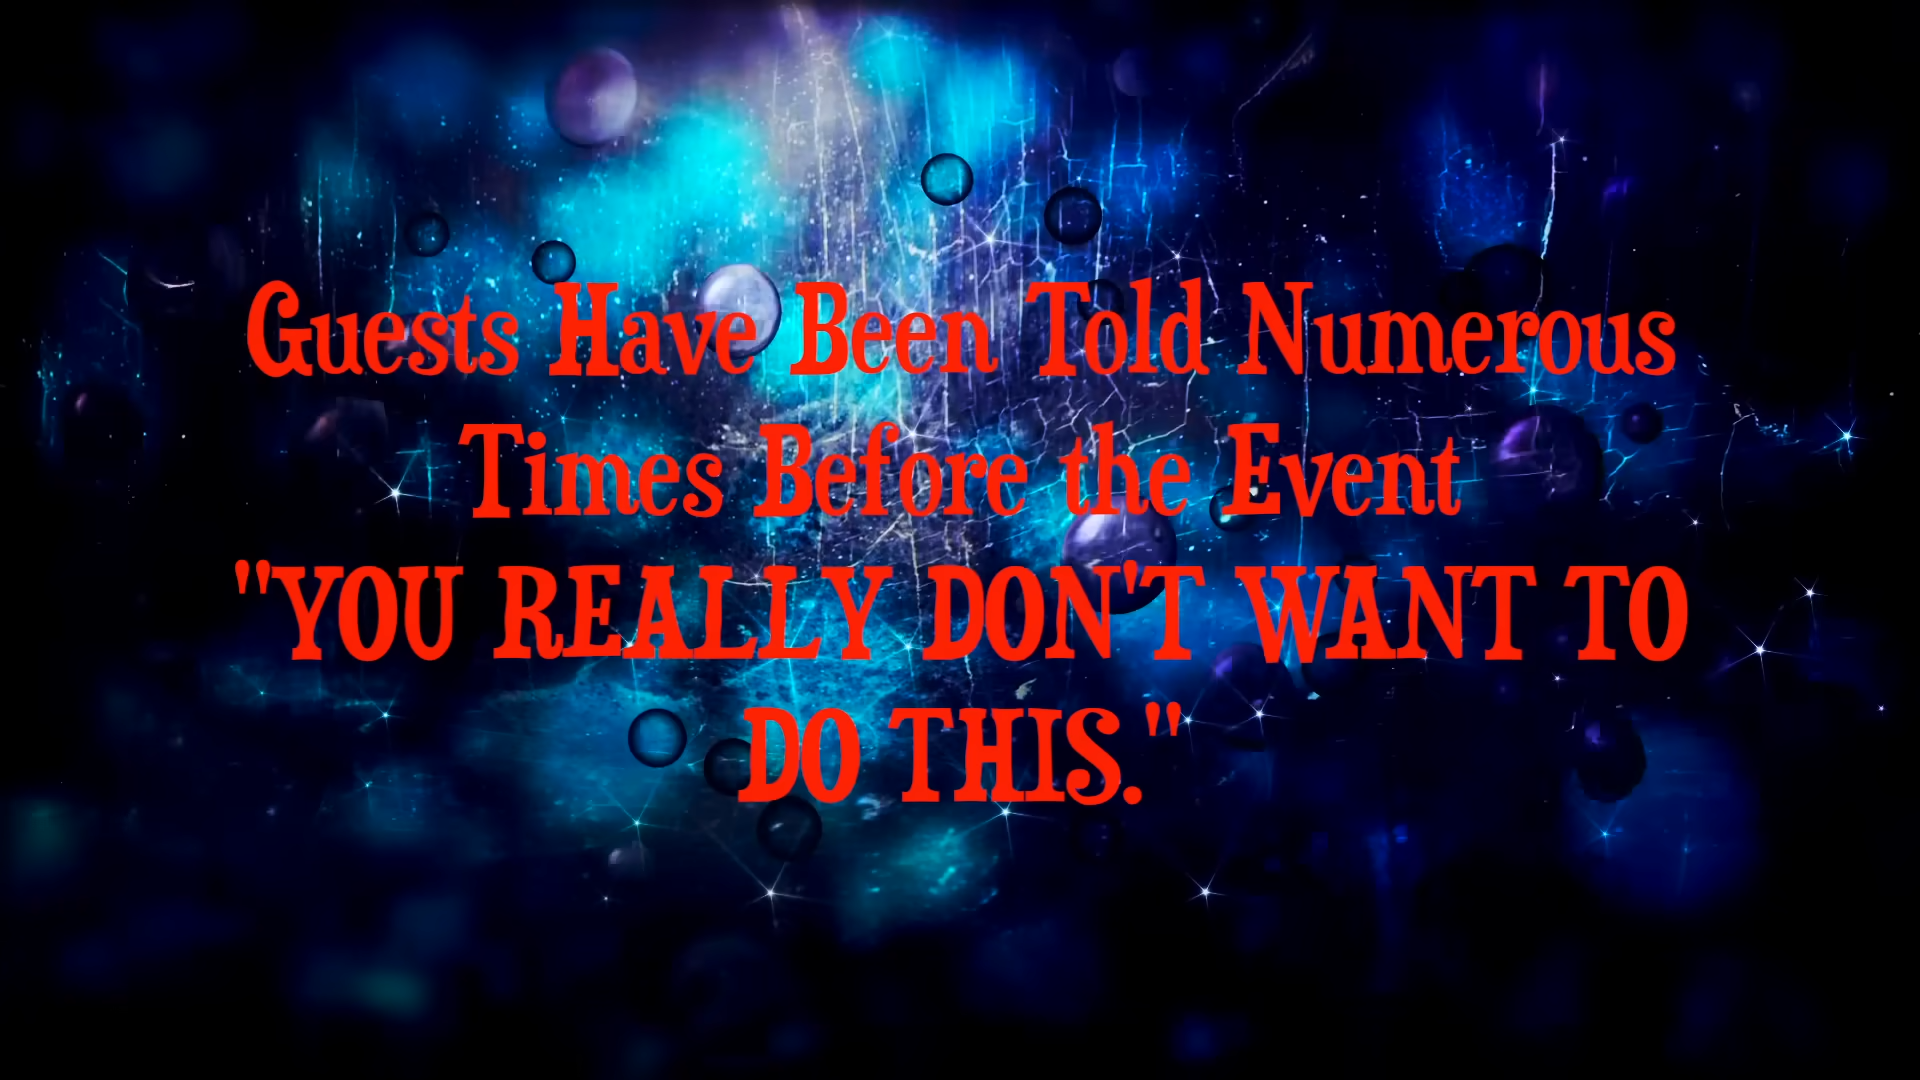 Guests Have Been Told Numerous
Times Before the Event
"YOU REALLY DON'T WANT TO
DO THIS."